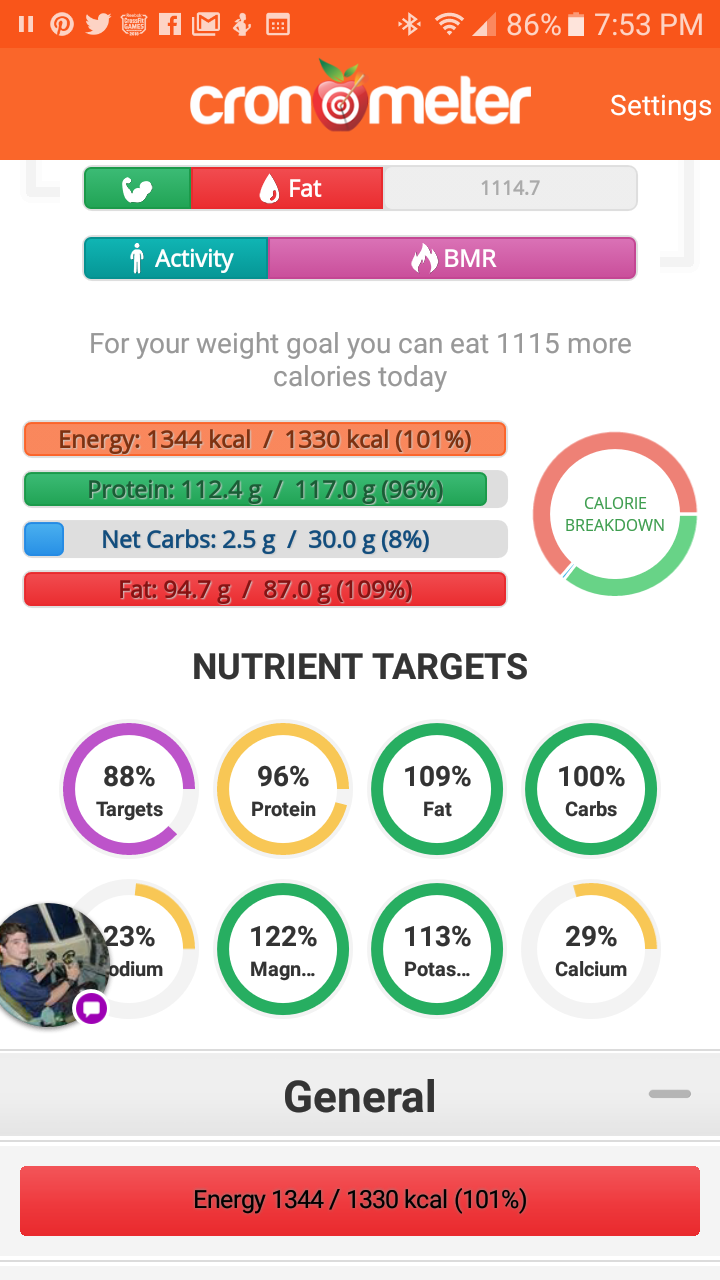 86% 7:53 PM
cronometer
Settings
Fat 1114.7
Activity BMR
For your weight goal you can eat 1115 more
calories today
Energy: 1344 kcal / 1330 kcal (101%)
Protein: 112.4 g / 117.0 g (96%)
Net Carbs: 2.5 g / 30.0 g (8%)
Fat: 94.7 g / 87.0 g (109%)
CALORIE
BREAKDOWN
NUTRIENT TARGETS
88% 96% 109% 100%
Targets Protein Fat Carbs
23% 122% 113% 29%
odium Magn... Potas... Calcium
General
Energy 1344 / 1330 kcal (101%)